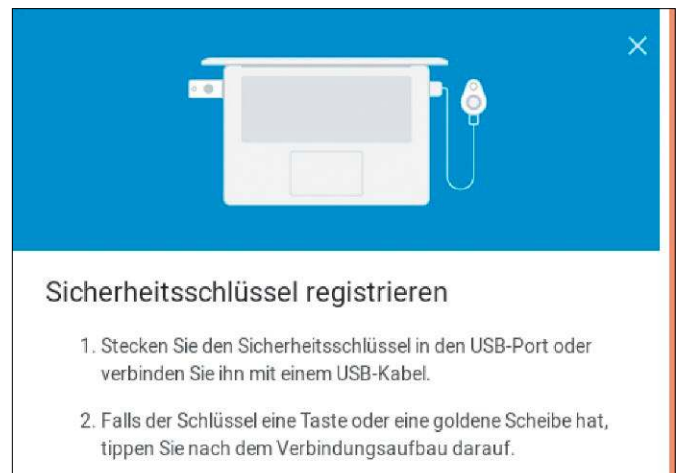 Sicherheitsschlüssel registrieren
1. Stecken Sie den Sicherheitsschlüssel in den USB-Port oder
verbinden Sie ihn mit einem USB-Kabel.
2. Falls der Schlüssel eine Taste oder eine goldene Scheibe hat,
tippen Sie nach dem Verbindungsaufbau darauf.